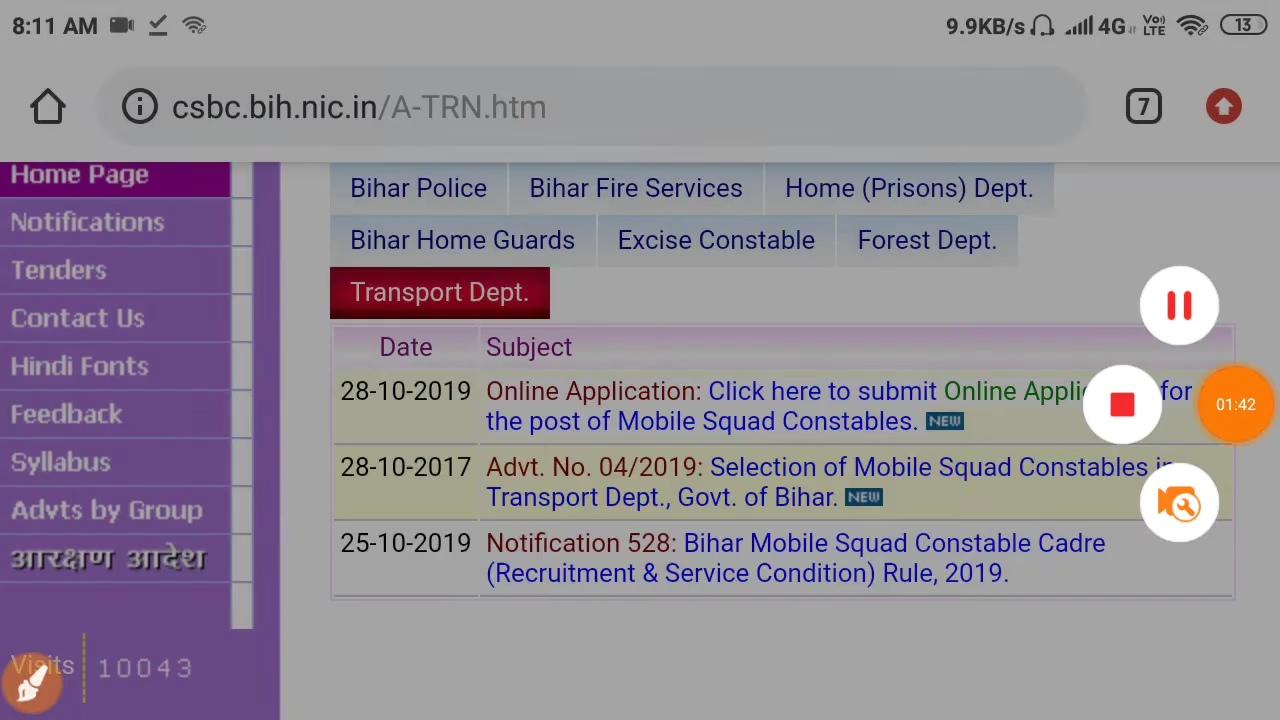 8:11 AM 9.9KB/s 4G Vo) LTE 13
csbc.bih.nic.in/A-TRN.htm 7
Home Page
Notifications
Tenders
Contact Us
Hindi Fonts
Feedback
Syllabus
Advts by Group
आरक्षण आदेश
Visits 10043
Bihar Police Bihar Fire Services Home (Prisons) Dept.
Bihar Home Guards Excise Constable Forest Dept.
Transport Dept.
Date Subject
28-10-2019 Online Application: Click here to submit Online Appli for
the post of Mobile Squad Constables. NEW
28-10-2017 Advt. No. 04/2019: Selection of Mobile Squad Constables in
Transport Dept., Govt. of Bihar. NEW
25-10-2019 Notification 528: Bihar Mobile Squad Constable Cadre
(Recruitment & Service Condition) Rule, 2019.
01:42